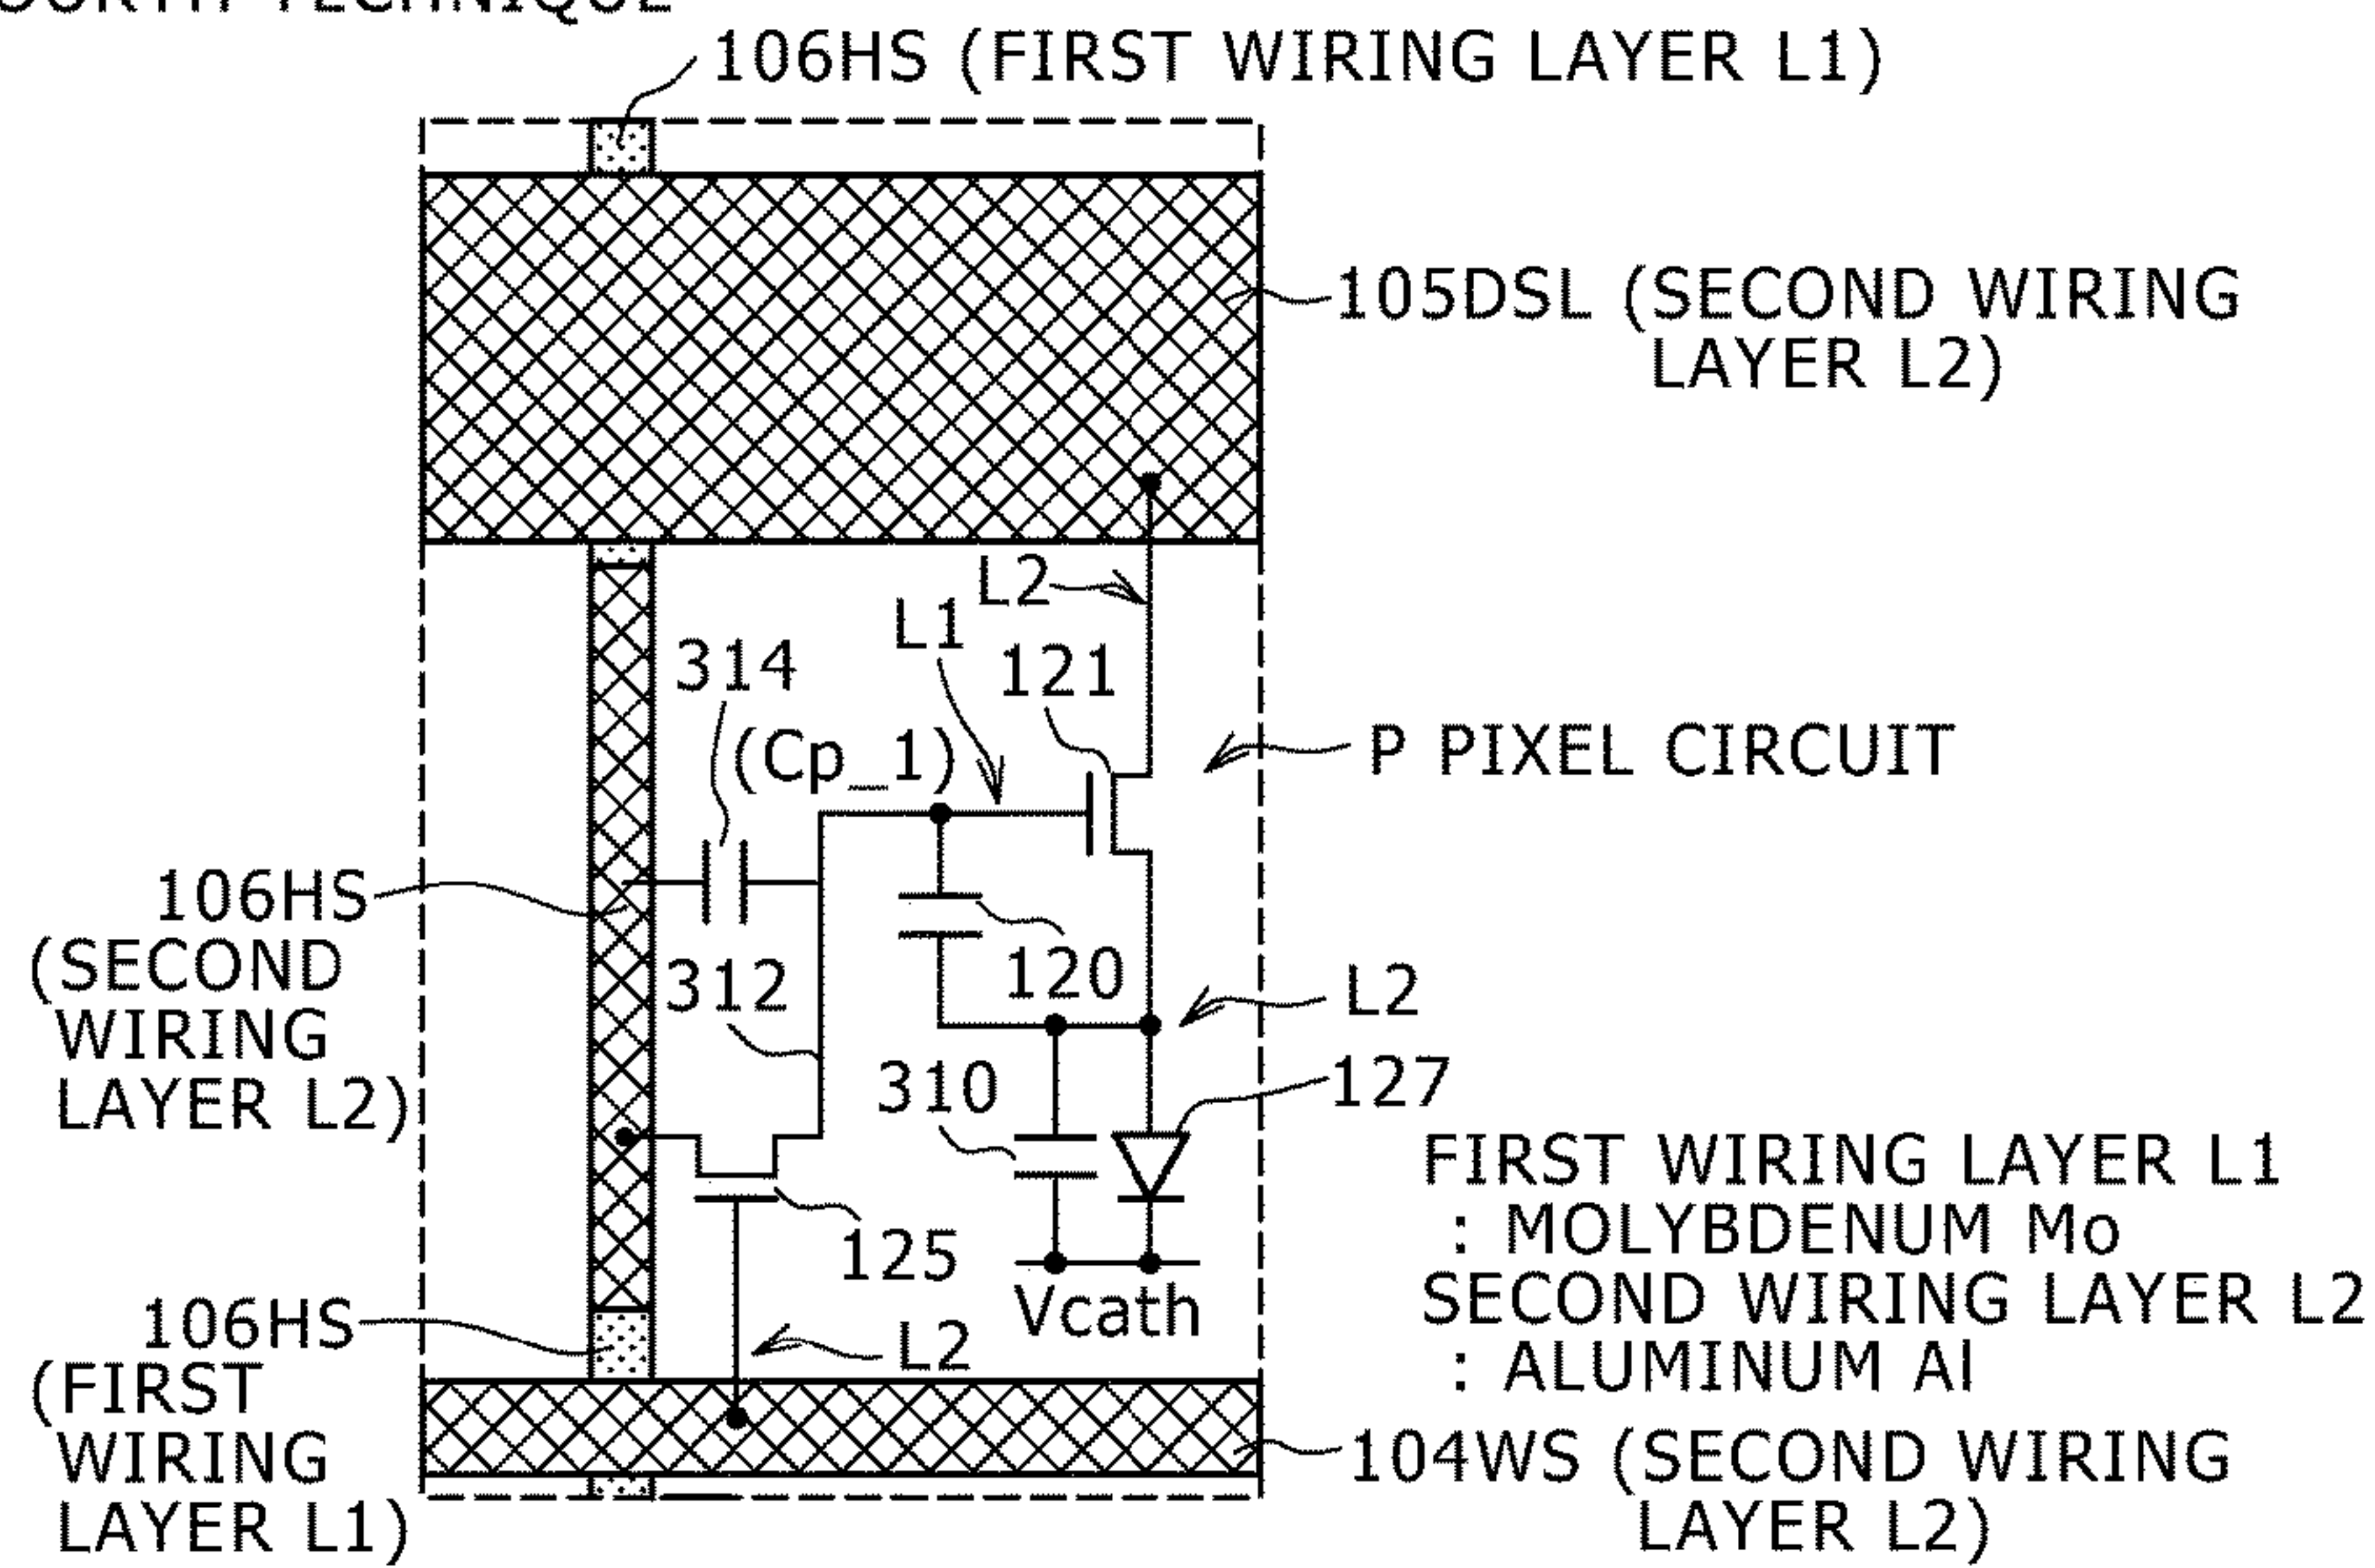 TECHNIQUE
106HS (FIRST WIRING LAYER L1)
105DSL (SECOND WIRING
LAYER L2)
L2
L1
121
314
(Cp_1)
P PIXEL CIRCUIT
106HS
(SECOND
WIRING
LAYER L2)
312
120
L2
310
127
125
Vcath
FIRST WIRING LAYER L1
: MOLYBDENUM Mo
SECOND WIRING LAYER L2
: ALUMINUM Al
106HS
(FIRST
WIRING
LAYER L1)
L2
104WS (SECOND WIRING
LAYER L2)